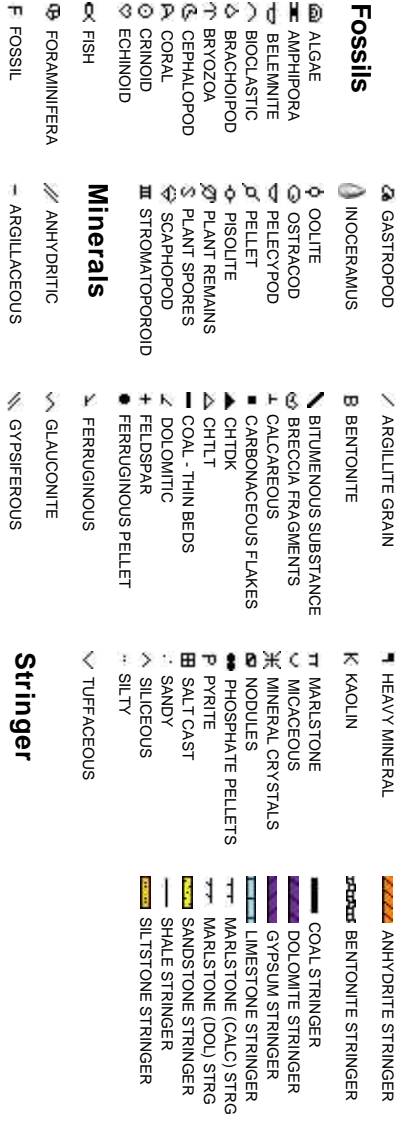 Fossils
ALGAE
AMPHIPORA
BELEMNITE
BIOCLASTIC
BRACHOIPOD
BRYOZOA
CEPHALOPOD
CORAL
CRINOID
ECHINOID
FISH
FORAMINIFERA
F FOSSIL
GASTROPOD
INOCERAMUS
OOLITE
OSTRACOD
PELECYPOD
PELLET
PISOLITE
PLANT REMAINS
PLANT SPORES
SCAPHOPOD
STROMATOPOROID
Minerals
ANHYDRITIC
ARGILLACEOUS
ARGILLITE GRAIN
B BENTONITE
BITUMENOUS SUBSTANCE
BRECCIA FRAGMENTS
CALCAREOUS
CARBONACEOUS FLAKES
CHTDK
CHTLT
COAL - THIN BEDS
DOLOMITIC
FELDSPAR
FERRUGINOUS PELLET
FERRUGINOUS
GLAUCONITE
GYPSIFEROUS
HEAVY MINERAL
K KAOLIN
MARLSTONE
MICACEOUS
MINERAL CRYSTALS
NODULES
PHOSPHATE PELLETS
PYRITE
SALT CAST
SANDY
SILICEOUS
SILTY
TUFFACEOUS
Stringer
ANHYDRITE STRINGER
BENTONITE STRINGER
COAL STRINGER
DOLOMITE STRINGER
GYPSUM STRINGER
LIMESTONE STRINGER
MARLSTONE (CALC) STRG
MARLSTONE (DOL) STRG
SANDSTONE STRINGER
SHALE STRINGER
SILTSTONE STRINGER